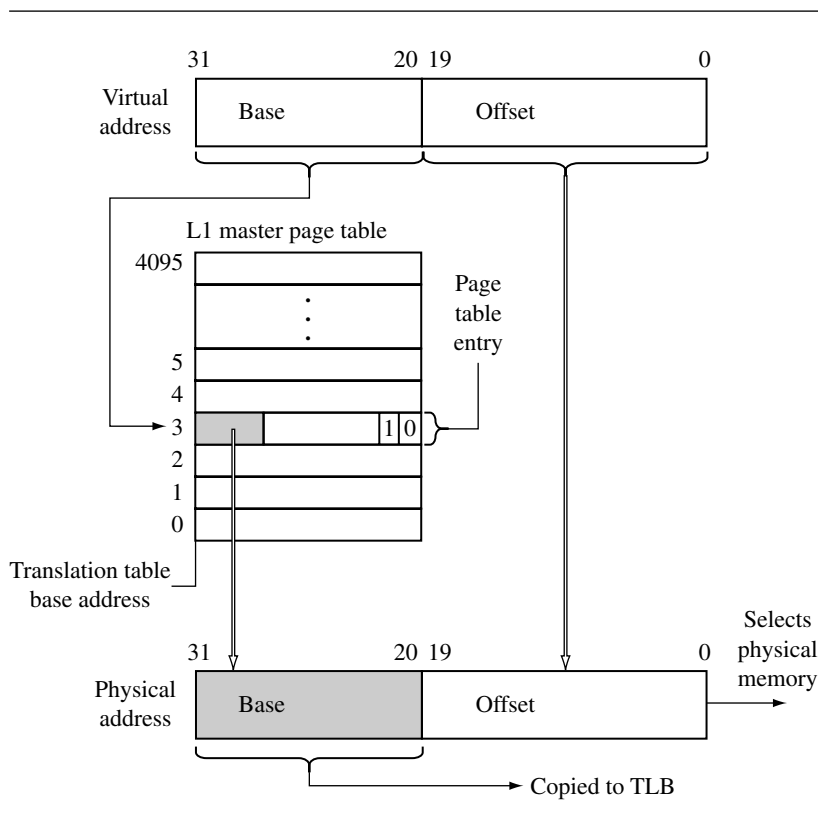 31 20 19 0
Virtual
address
Base
Offset
L1 master page table
4095
Page
table
entry
5
4
3
1 0
2
1
0
Translation table
base address
Selects
physical
memory
31 20 19 0
Physical
address
Base
Offset
Copied to TLB